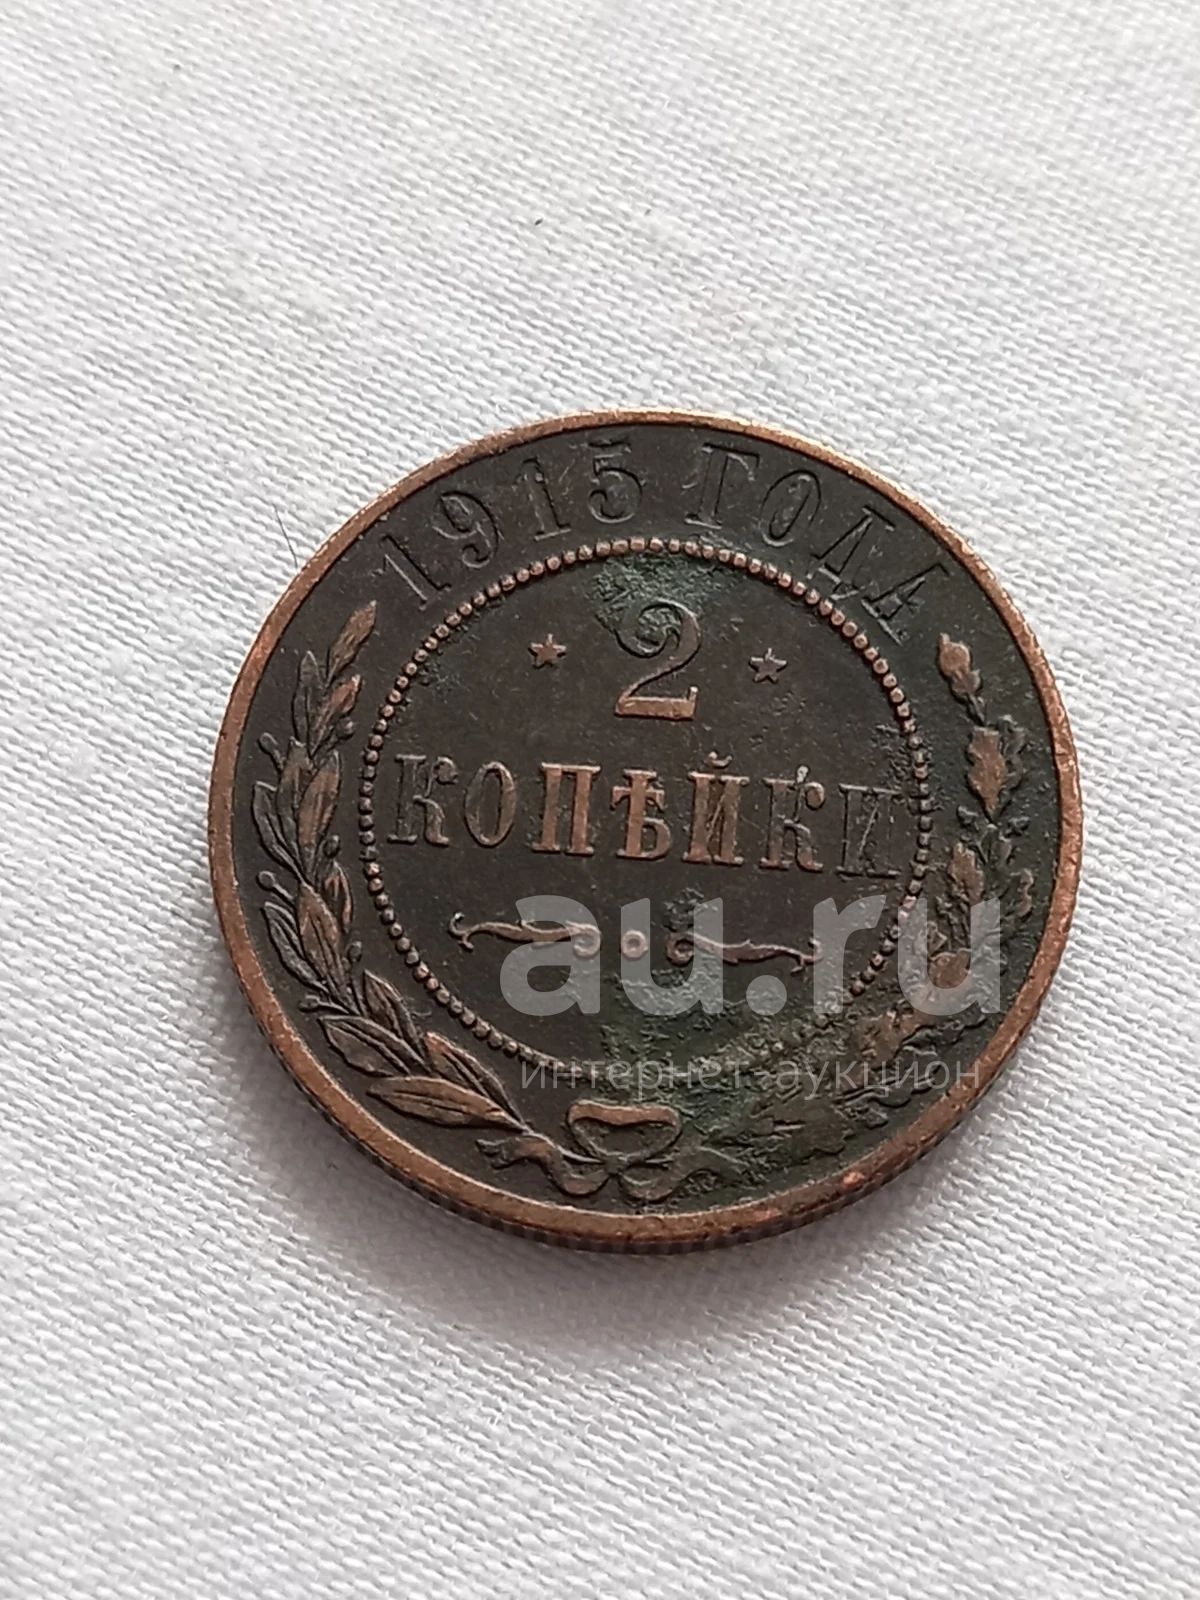 1915 ГОДА
2
КОПѢЙКИ
au.ru
интернет-аукцион